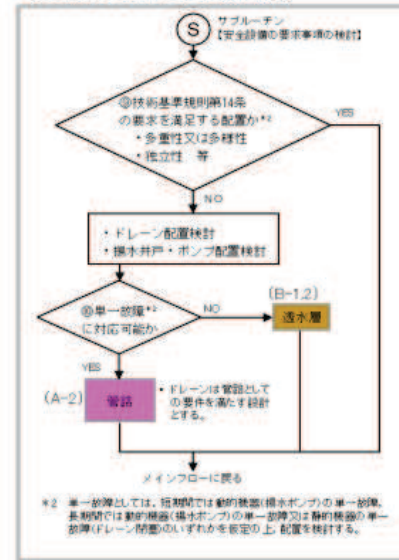 S
サブルーチン
【安全設備の要求事項の検討】
⑨技術基準規則第14条
の要求を満足する配置か*2
・多重性又は多様性
・独立性 等
YES
NO
・ドレーン配置検討
・揚水井戸・ポンプ配置検討
⑩単一故障*2
に対応可能か
NO
(B-1,2)
透水層
YES
(A-2)
管路
・ドレーンは管路として
の要件を満たす設計
とする。
メインフローに戻る
*2 単一故障としては、短期間では動的機器(揚水ポンプ)の単一故障、
長期間では動的機器(揚水ポンプ)の単一故障又は静的機器の単一
故障(ドレーン閉塞)のいずれかを仮定の上、配置を検討する。